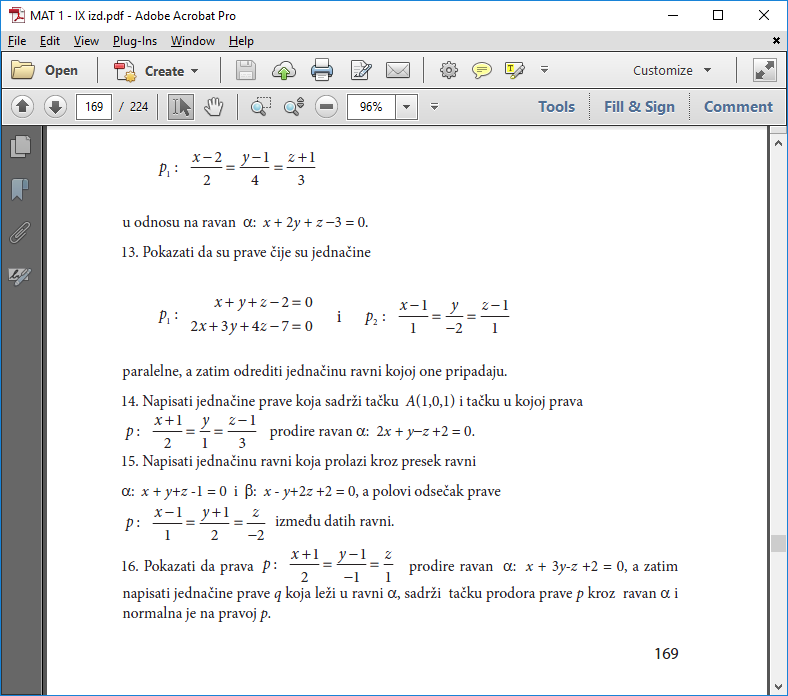 MAT 1 - IX izd.pdf - Adobe Acrobat Pro
File Edit View Plug-Ins Window Help
Open Create Customize
169 / 224 96% Tools Fill & Sign Comment
p₁ : (x−2)/2 = (y−1)/4 = (z+1)/3
u odnosu na ravan α: x + 2y + z −3 = 0.
13. Pokazati da su prave čije su jednačine
p₁ : x+y+z−2=0 2x+3y+4z−7=0 i p₂ : (x−1)/1 = y/−2 = (z−1)/1
paralelne, a zatim odrediti jednačinu ravni kojoj one pripadaju.
14. Napisati jednačine prave koja sadrži tačku A(1,0,1) i tačku u kojoj prava
p : (x+1)/2 = y/1 = (z−1)/3 prodire ravan α: 2x + y−z +2 = 0.
15. Napisati jednačinu ravni koja prolazi kroz presek ravni
α: x + y+z -1 = 0 i β: x - y+2z +2 = 0, a polovi odsečak prave
p : (x−1)/1 = (y+1)/2 = z/−2 između datih ravni.
16. Pokazati da prava p : (x+1)/2 = (y−1)/−1 = z/1 prodire ravan α: x + 3y-z +2 = 0, a zatim
napisati jednačine prave q koja leži u ravni α, sadrži tačku prodora prave p kroz ravan α i
normalna je na pravoj p.
169